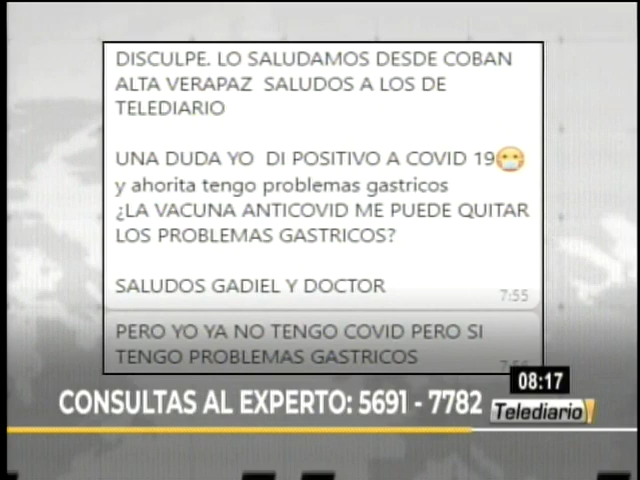 DISCULPE. LO SALUDAMOS DESDE COBAN
ALTA VERAPAZ  SALUDOS A LOS DE
TELEDIARIO
UNA DUDA YO  DI POSITIVO A COVID 19😷
y ahorita tengo problemas gastricos
¿LA VACUNA ANTICOVID ME PUEDE QUITAR
LOS PROBLEMAS GASTRICOS?
SALUDOS GADIEL Y DOCTOR
7:55
PERO YO YA NO TENGO COVID PERO SI
TENGO PROBLEMAS GASTRICOS
08:17
CONSULTAS AL EXPERTO: 5691 - 7782
Telediario